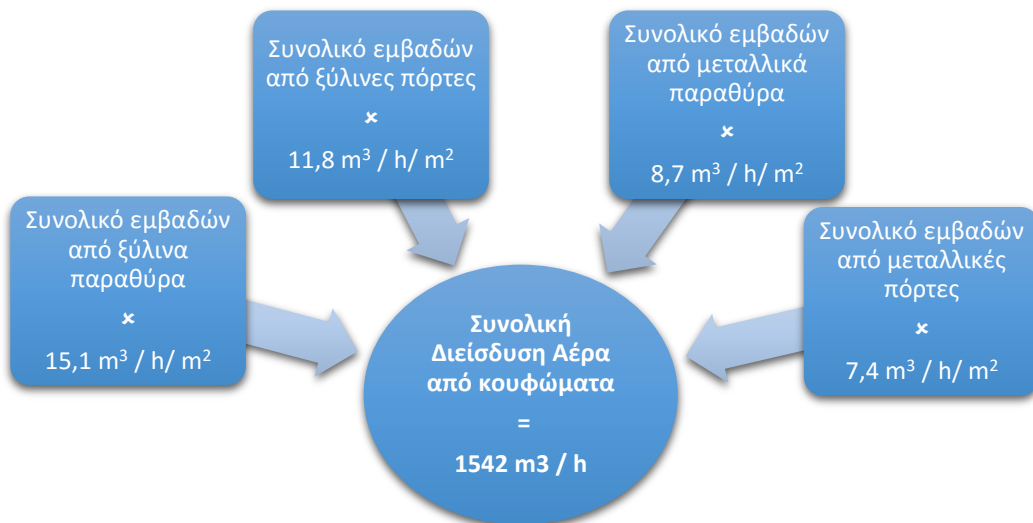 Συνολικό εμβαδών
από ξύλινα
παραθύρα
×
15,1 m³ / h/ m²
Συνολικό εμβαδών
από ξύλινες πόρτες
×
11,8 m³ / h/ m²
Συνολικό εμβαδών
από μεταλλικά
παραθύρα
×
8,7 m³ / h/ m²
Συνολικό εμβαδών
από μεταλλικές
πόρτες
×
7,4 m³ / h/ m²
Συνολική
Διείσδυση Αέρα
από κουφώματα
=
1542 m3 / h